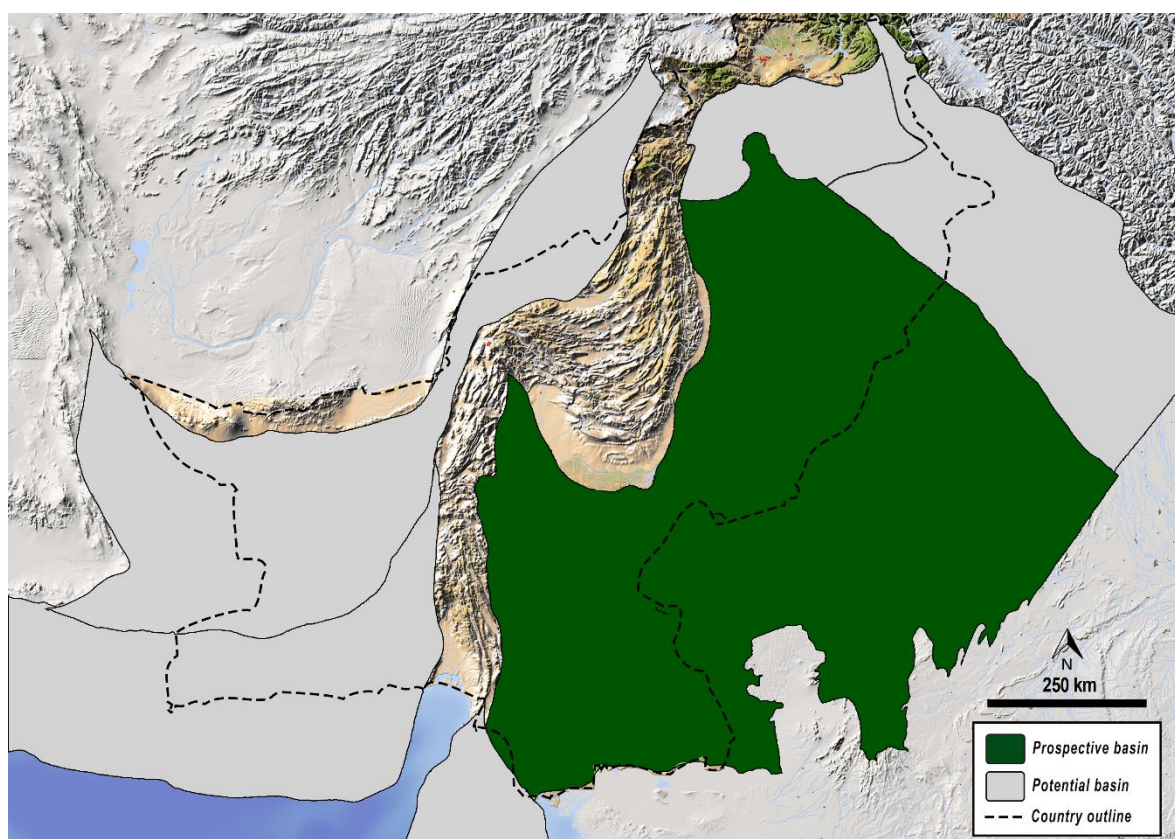 N
250 km
Prospective basin
Potential basin
Country outline